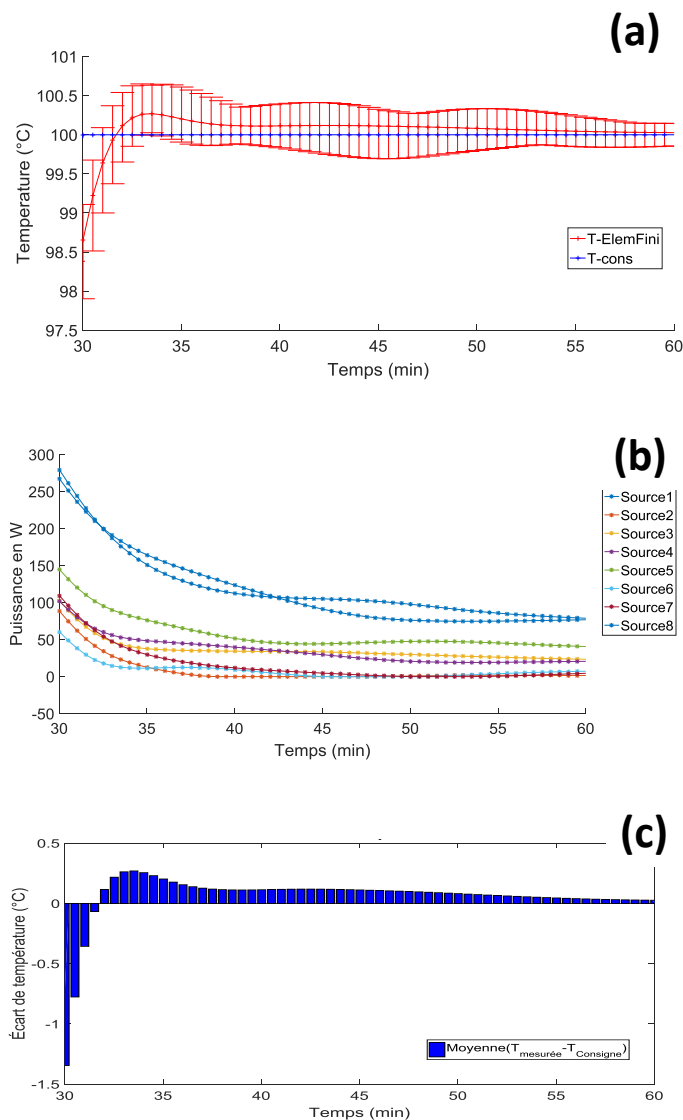 (a)
101
100.5
100
99.5
99
98.5
98
97.5
Temperature (°C)
T-ElemFini
T-cons
30 35 40 45 50 55 60
Temps (min)
(b)
300
250
200
150
100
50
0
-50
Puissance en W
Source1
Source2
Source3
Source4
Source5
Source6
Source7
Source8
30 35 40 45 50 55 60
Temps (min)
(c)
0.5
0
-0.5
-1
-1.5
Écart de température (°C)
Moyenne(Tmesurée-TConsigne)
30 35 40 45 50 55 60
Temps (min)